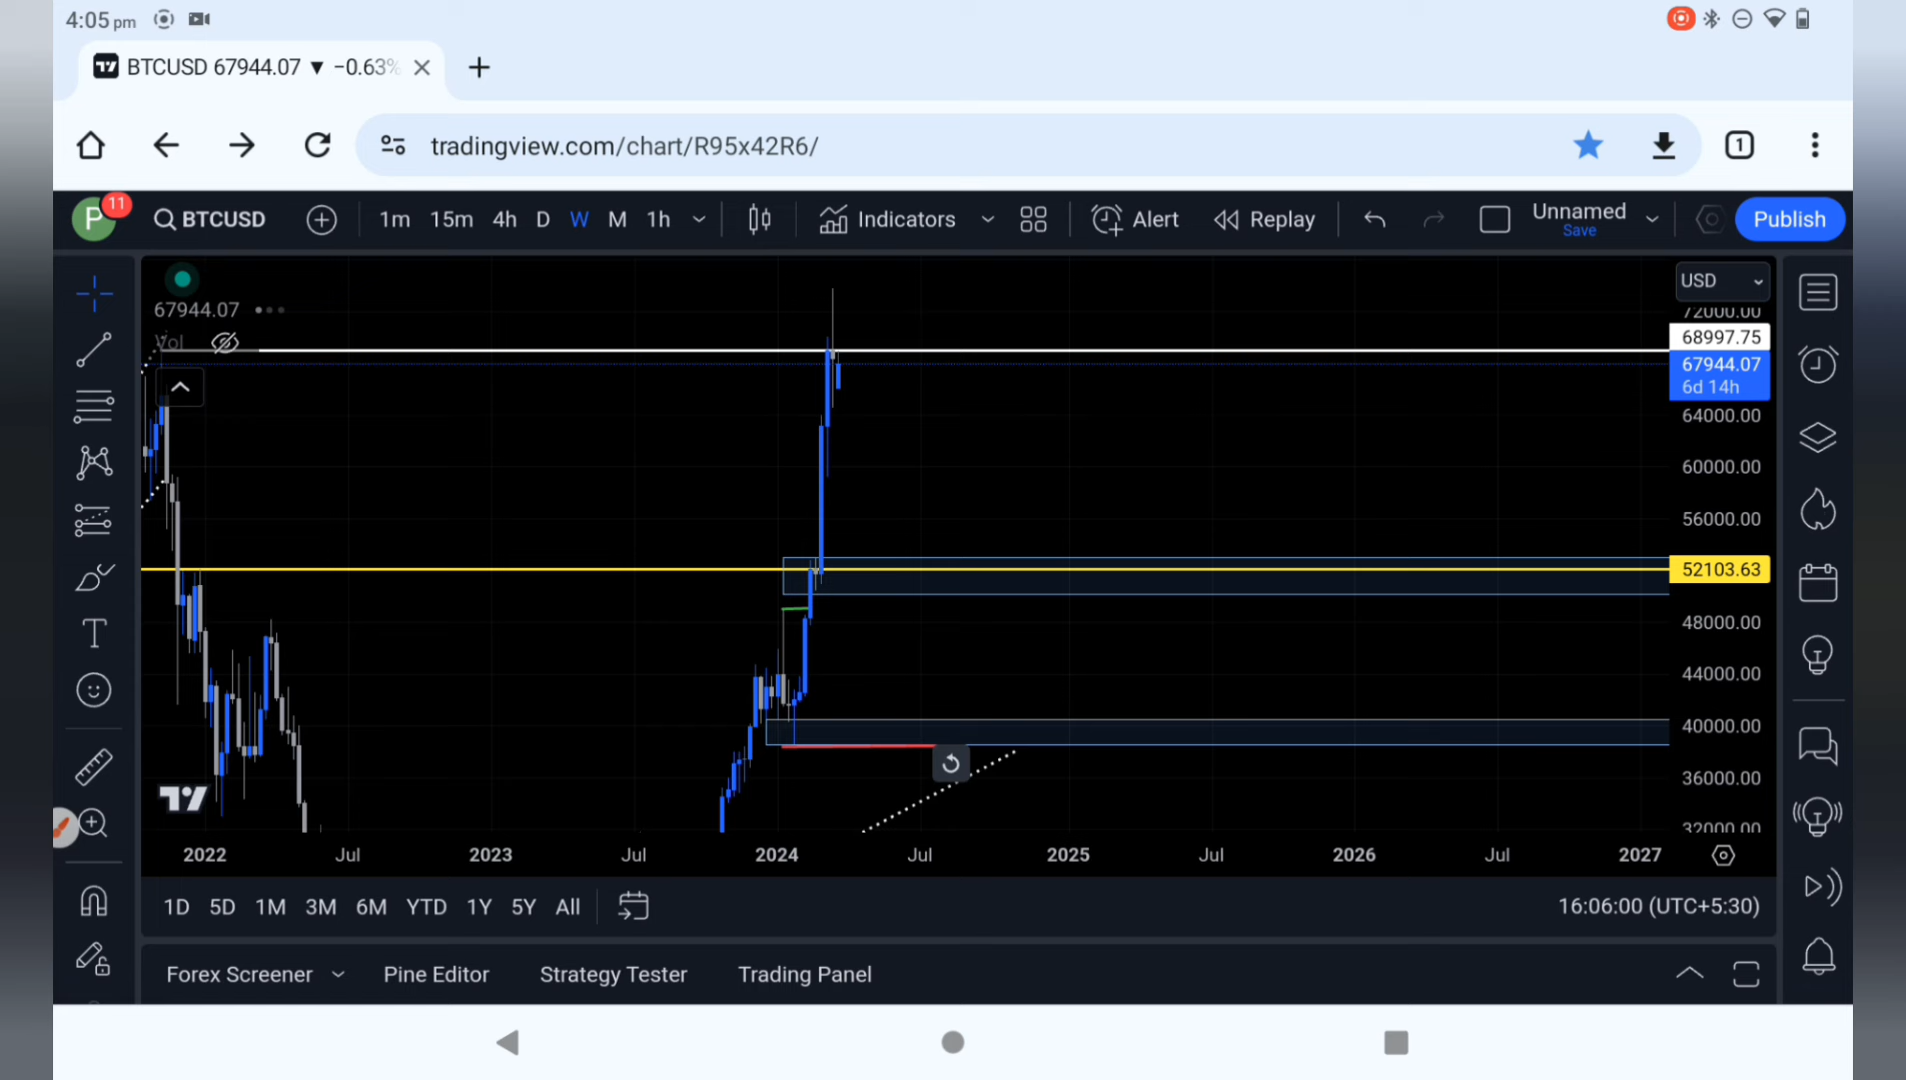 4:05 pm
BTCUSD 67944.07 ▼ −0.63%
tradingview.com/chart/R95x42R6/
1
P
11
BTCUSD
1m 15m 4h D W M 1h
Indicators
Alert
Replay
Unnamed
Save
Publish
67944.07
Vol
USD
72000.00
68997.75
67944.07
6d 14h
64000.00
60000.00
56000.00
52103.63
48000.00
44000.00
40000.00
36000.00
32000.00
2022 Jul 2023 Jul 2024 Jul 2025 Jul 2026 Jul 2027
1D 5D 1M 3M 6M YTD 1Y 5Y All
16:06:00 (UTC+5:30)
Forex Screener Pine Editor Strategy Tester Trading Panel